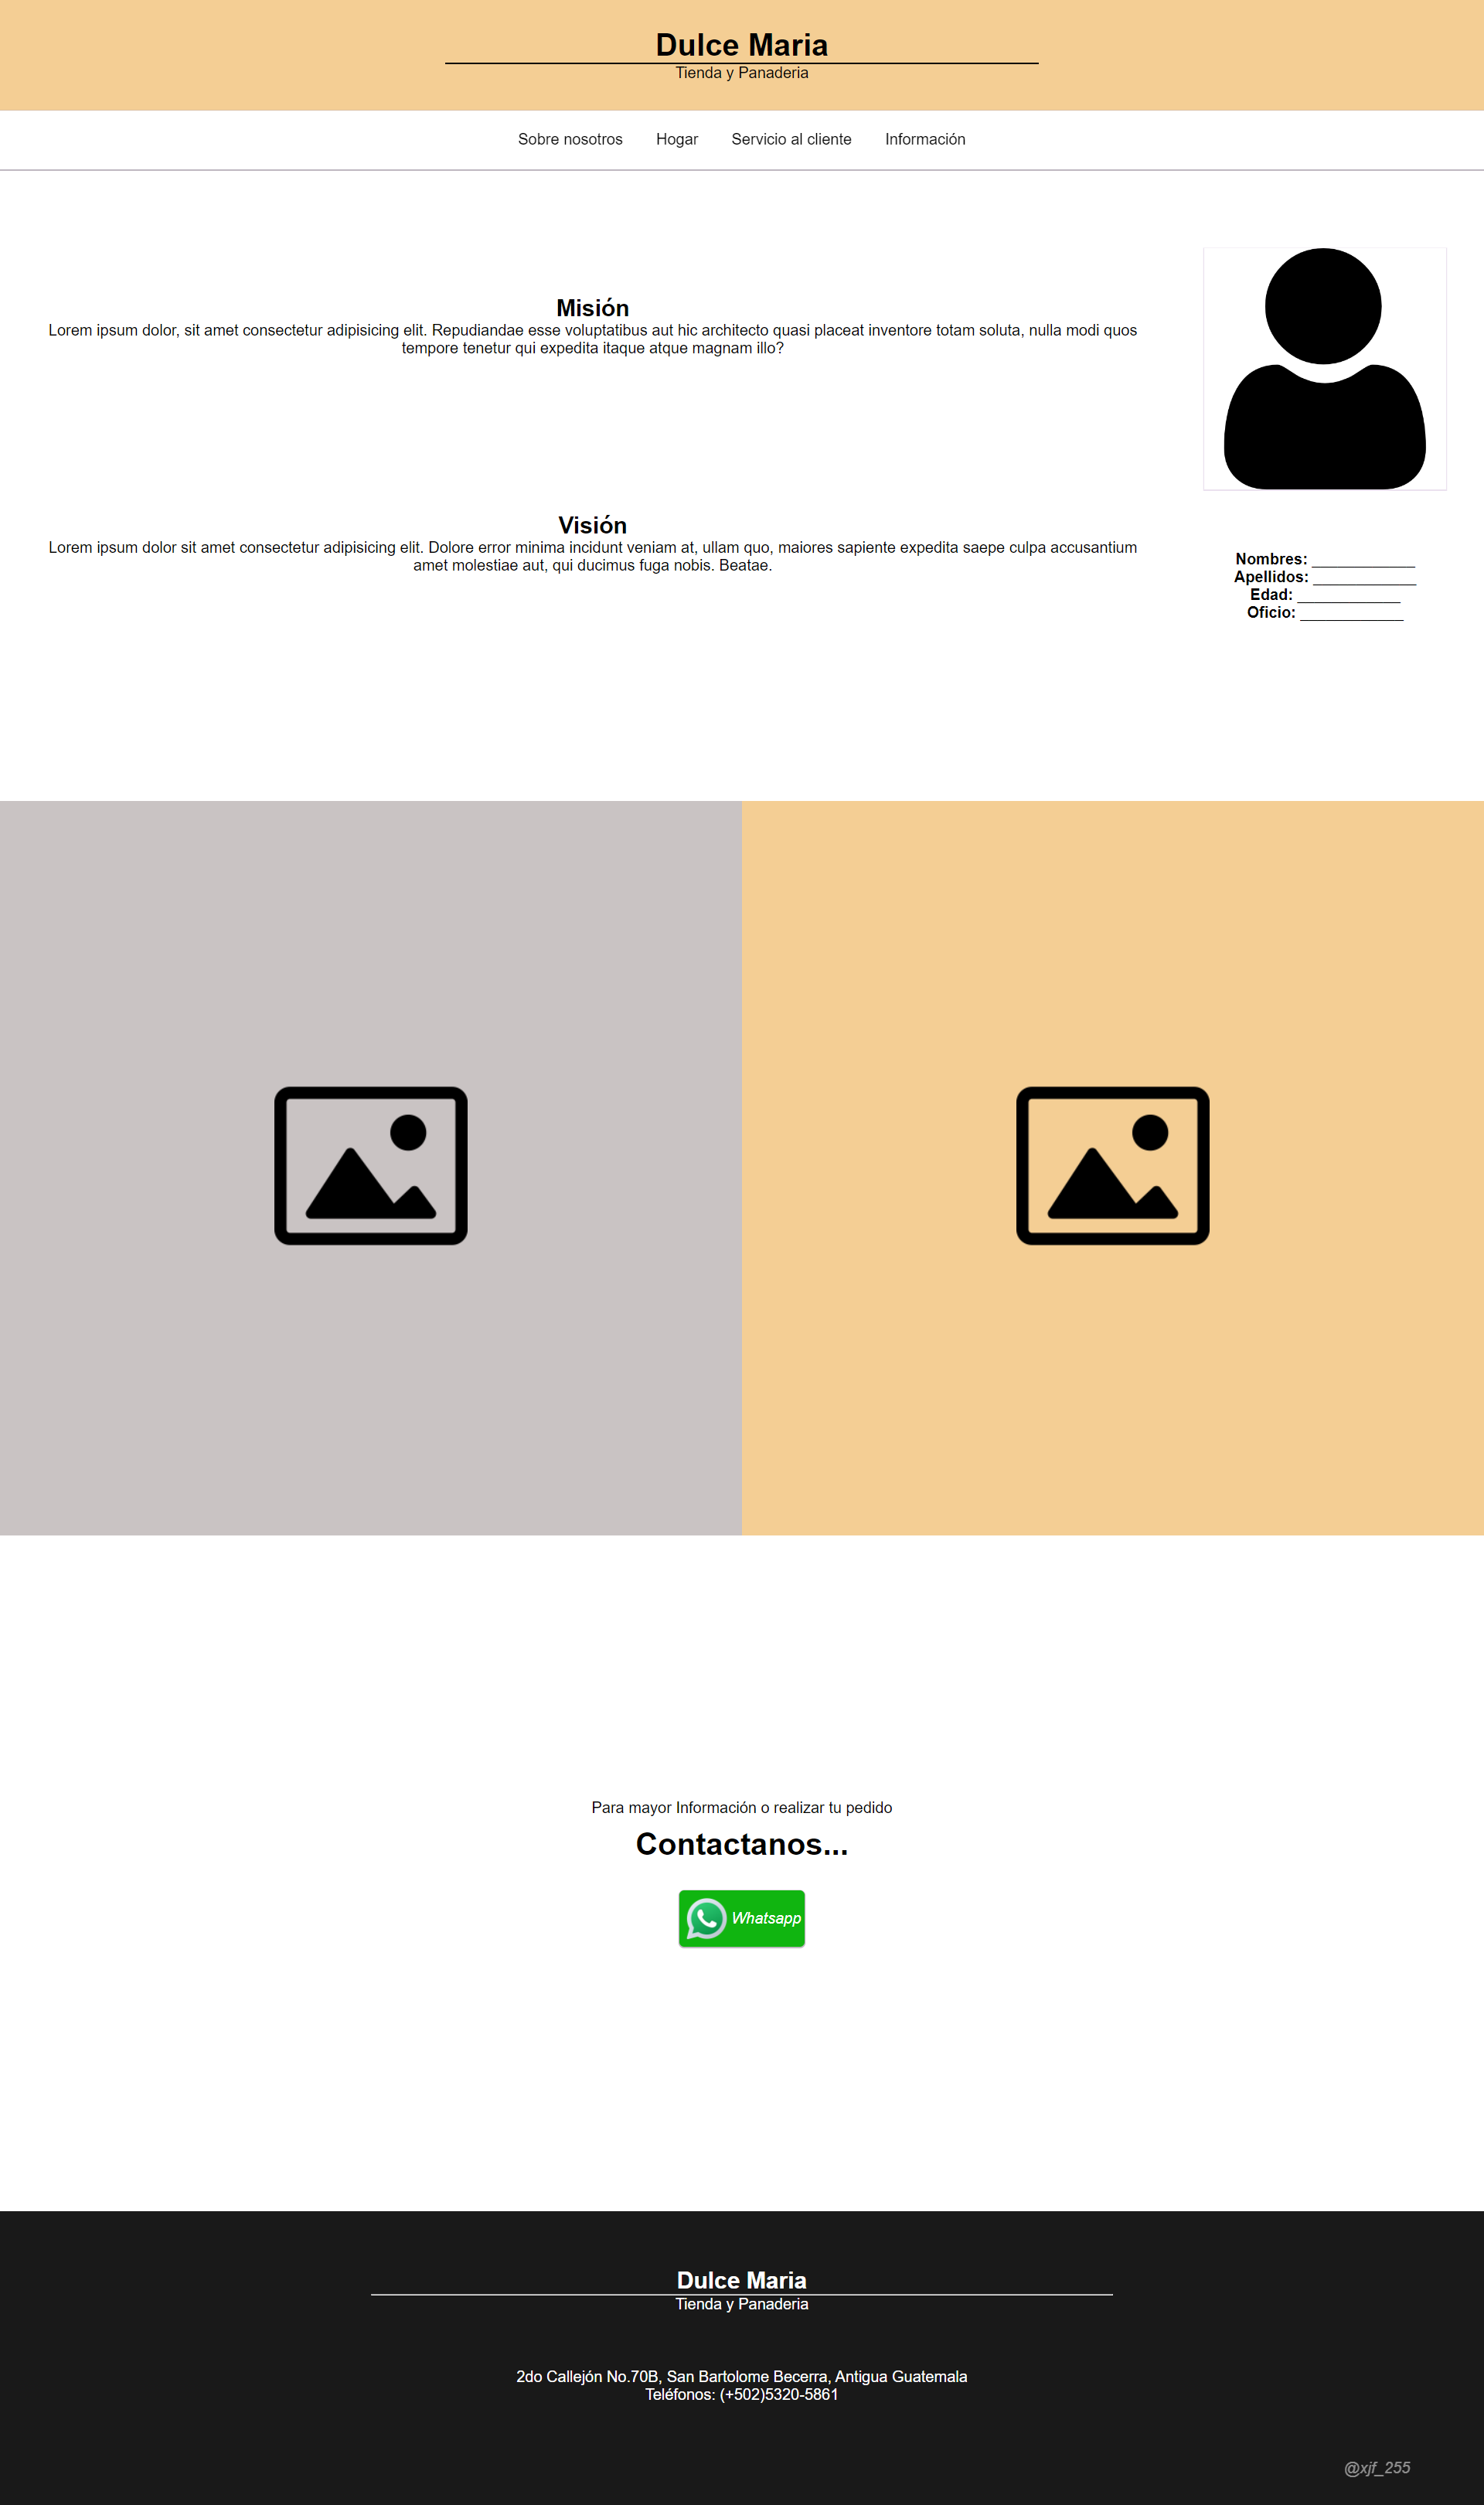 Dulce Maria
Tienda y Panaderia
Sobre nosotros Hogar Servicio al cliente Información
Misión
Lorem ipsum dolor, sit amet consectetur adipisicing elit. Repudiandae esse voluptatibus aut hic architecto quasi placeat inventore totam soluta, nulla modi quos
tempore tenetur qui expedita itaque atque magnam illo?
Visión
Lorem ipsum dolor sit amet consectetur adipisicing elit. Dolore error minima incidunt veniam at, ullam quo, maiores sapiente expedita saepe culpa accusantium
amet molestiae aut, qui ducimus fuga nobis. Beatae.
Nombres: ____________
Apellidos: ____________
Edad: ____________
Oficio: ____________
Para mayor Información o realizar tu pedido
Contactanos...
Whatsapp
Dulce Maria
Tienda y Panaderia
2do Callejón No.70B, San Bartolome Becerra, Antigua Guatemala
Teléfonos: (+502)5320-5861
@xjf_255